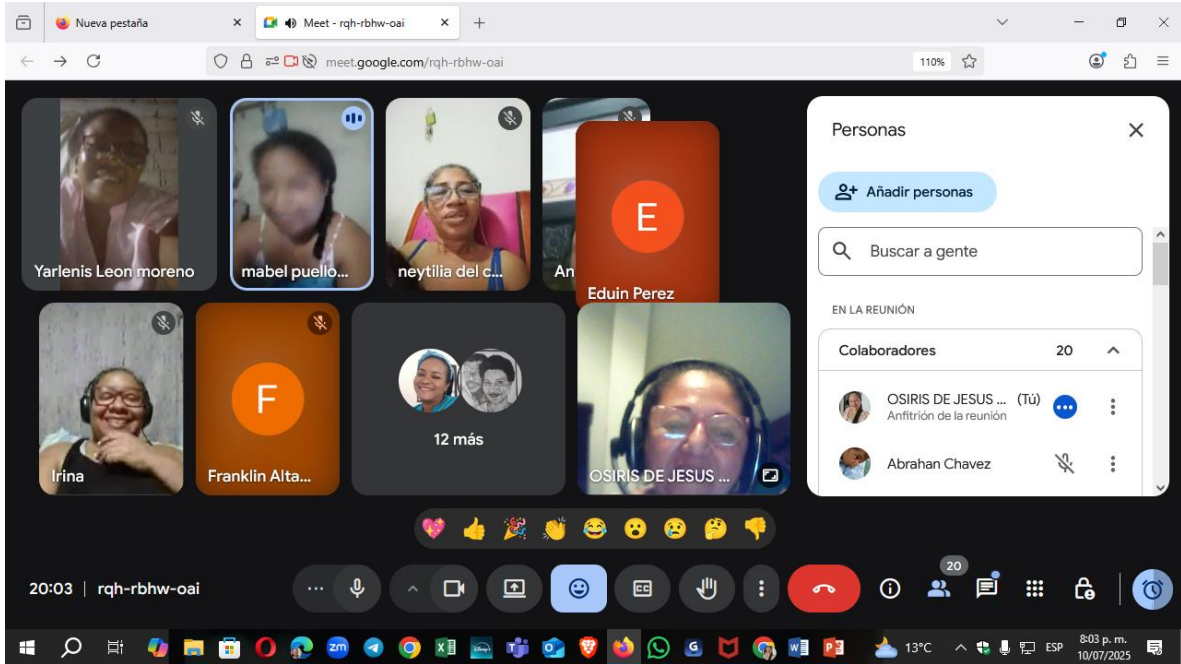 Nueva pestaña
Meet - rqh-rbhw-oai
meet.google.com/rqh-rbhw-oai
110%
Yarlenis Leon moreno
mabel puello...
neytilia del c...
An
E
Eduin Perez
Irina
F
Franklin Alta...
12 más
OSIRIS DE JESUS ...
Personas
Añadir personas
Buscar a gente
EN LA REUNIÓN
Colaboradores 20
OSIRIS DE JESUS ... (Tú)
Anfitrión de la reunión
Abrahan Chavez
20:03 | rqh-rbhw-oai
CC
20
zm
13°C
ESP
8:03 p. m.
10/07/2025